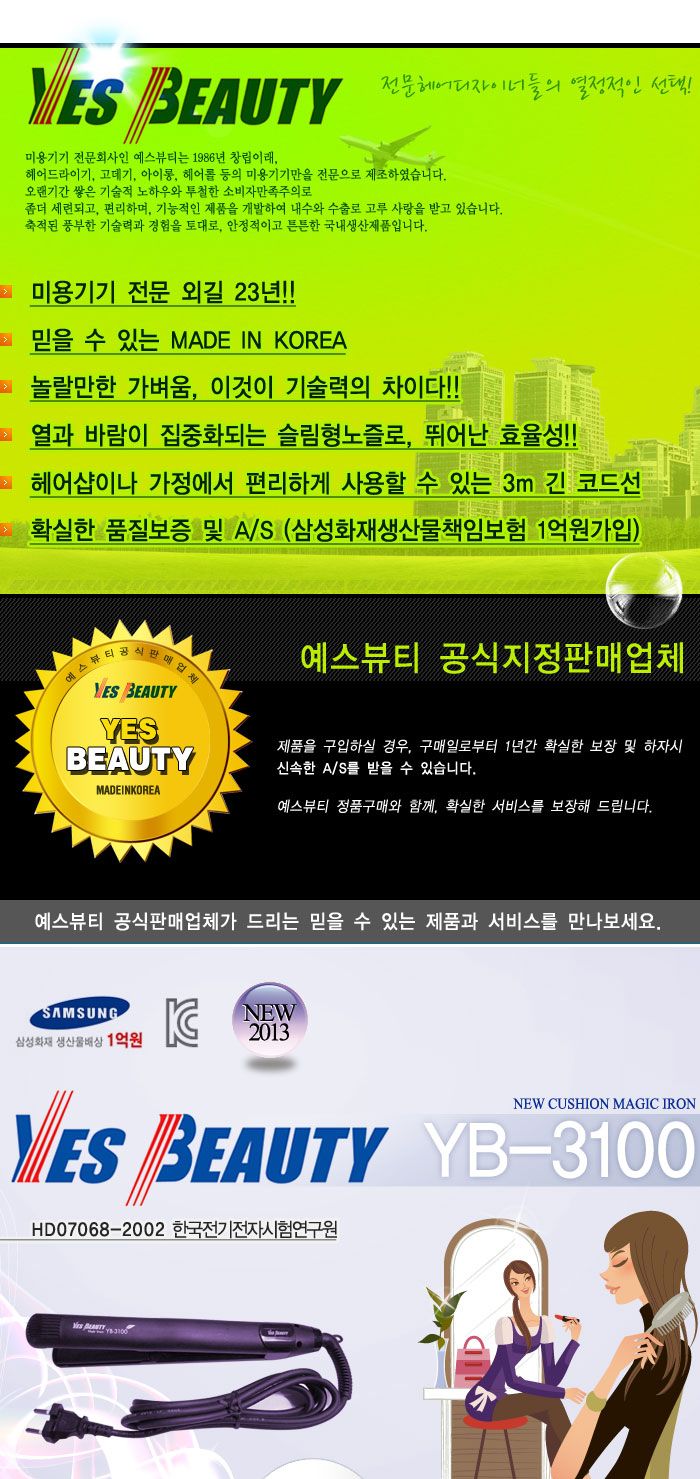 YES BEAUTY
전문헤어디자이너들의 열정적인 선택!
미용기기 전문회사인 예스뷰티는 1986년 창립이래,
헤어드라이기, 고데기, 아이롱, 헤어롤 등의 미용기기만을 전문으로 제조하였습니다.
오랜기간 쌓은 기술적 노하우와 투철한 소비자만족주의로
좀더 세련되고, 편리하며, 기능적인 제품을 개발하여 내수와 수출로 고루 사랑을 받고 있습니다.
축적된 풍부한 기술력과 경험을 토대로, 안정적이고 튼튼한 국내생산제품입니다.
미용기기 전문 외길 23년!!
믿을 수 있는 MADE IN KOREA
놀랄만한 가벼움, 이것이 기술력의 차이다!!
열과 바람이 집중화되는 슬림형노즐로, 뛰어난 효율성!!
헤어샵이나 가정에서 편리하게 사용할 수 있는 3m 긴 코드선
확실한 품질보증 및 A/S (삼성화재생산물책임보험 1억원가입)
예스뷰티 공식지정판매업체
예스뷰티공식판매업체
YES BEAUTY
YES
BEAUTY
MADEINKOREA
제품을 구입하실 경우, 구매일로부터 1년간 확실한 보장 및 하자시
신속한 A/S를 받을 수 있습니다.
예스뷰티 정품구매와 함께, 확실한 서비스를 보장해 드립니다.
예스뷰티 공식판매업체가 드리는 믿을 수 있는 제품과 서비스를 만나보세요.
SAMSUNG
삼성화재 생산물배상 1억원
NEW
2013
NEW CUSHION MAGIC IRON
YES BEAUTY
YB-3100
HD07068-2002 한국전기전자시험연구원
YES BEAUTY
YB-3100
YES BEAUTY